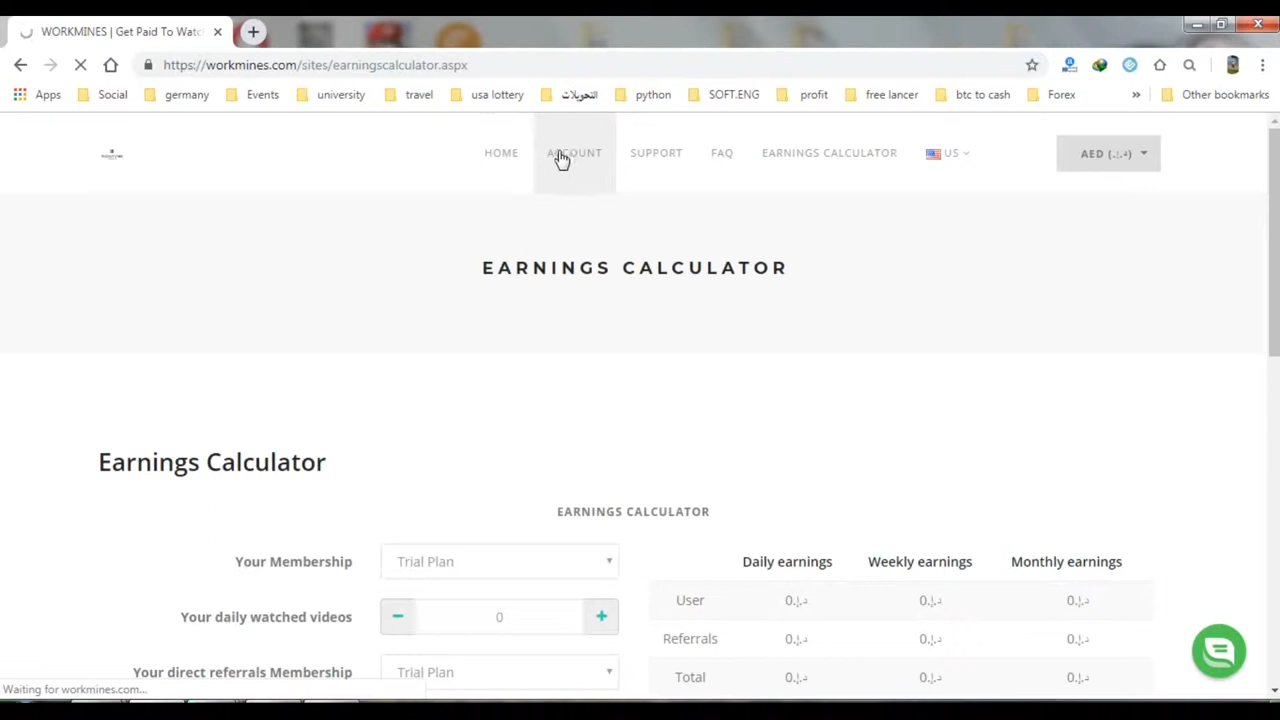 WORKMINES | Get Paid To Watc
https://workmines.com/sites/earningscalculator.aspx
Apps Social germany Events university travel usa lottery التحويلات python SOFT.ENG profit free lancer btc to cash Forex » Other bookmarks
HOME ACCOUNT SUPPORT FAQ EARNINGS CALCULATOR US AED (د.إ.)
EARNINGS CALCULATOR
Earnings Calculator
EARNINGS CALCULATOR
Your Membership Trial Plan Daily earnings Weekly earnings Monthly earnings
User د.إ.0 د.إ.0 د.إ.0
Your daily watched videos − 0 +
Referrals د.إ.0 د.إ.0 د.إ.0
Your direct referrals Membership Trial Plan
Total د.إ.0 د.إ.0 د.إ.0
Waiting for workmines.com...